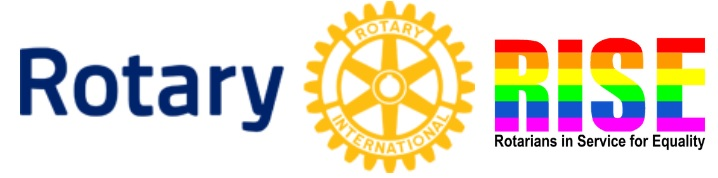 Rotary
ROTARY
INTERNATIONAL
RISE
Rotarians in Service for Equality